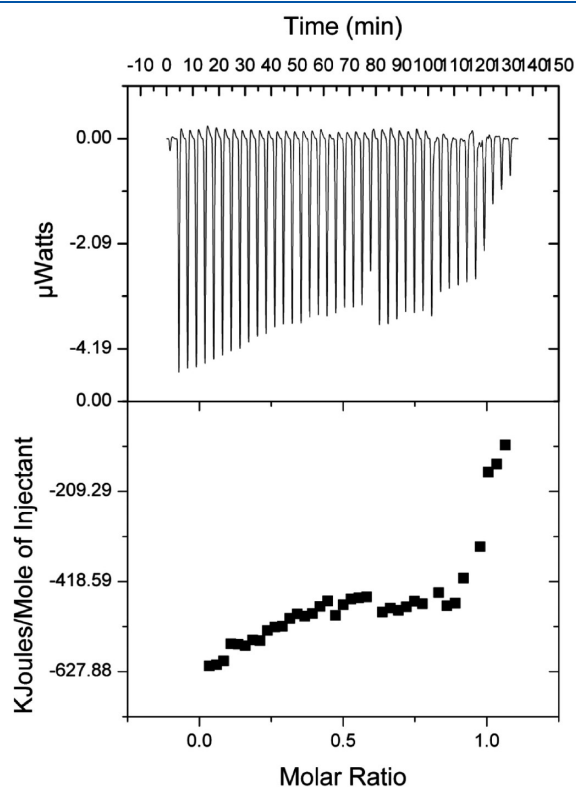 Time (min)
-10 0 10 20 30 40 50 60 70 80 90 100 110 120 130 140 150
0.00
µWatts
-2.09
-4.19
0.00
KJoules/Mole of Injectant
-209.29
-418.59
-627.88
0.0 0.5 1.0
Molar Ratio